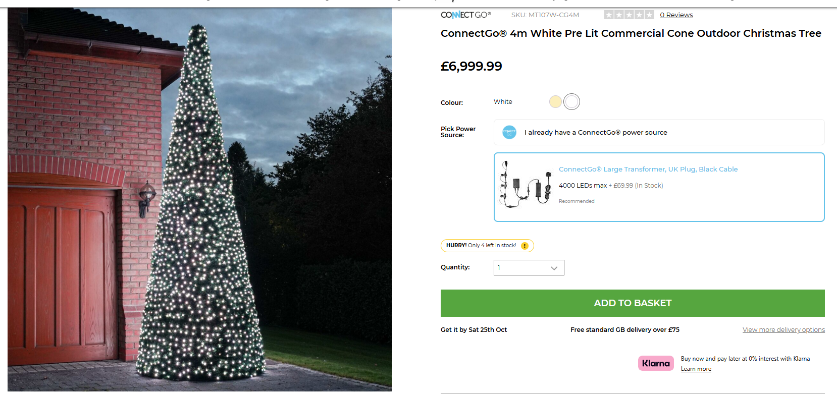 CONNECTGO®
SKU: MT107W-CG4M
0 Reviews
ConnectGo® 4m White Pre Lit Commercial Cone Outdoor Christmas Tree
£6,999.99
Colour:
White
Pick Power
Source:
I already have a ConnectGo® power source
ConnectGo® Large Transformer, UK Plug, Black Cable
4000 LEDs max + £69.99 (In Stock)
Recommended
HURRY! Only 4 left in stock!
Quantity:
1
ADD TO BASKET
Get it by Sat 25th Oct
Free standard GB delivery over £75
View more delivery options
Klarna
Buy now and pay later at 0% interest with Klarna
Learn more